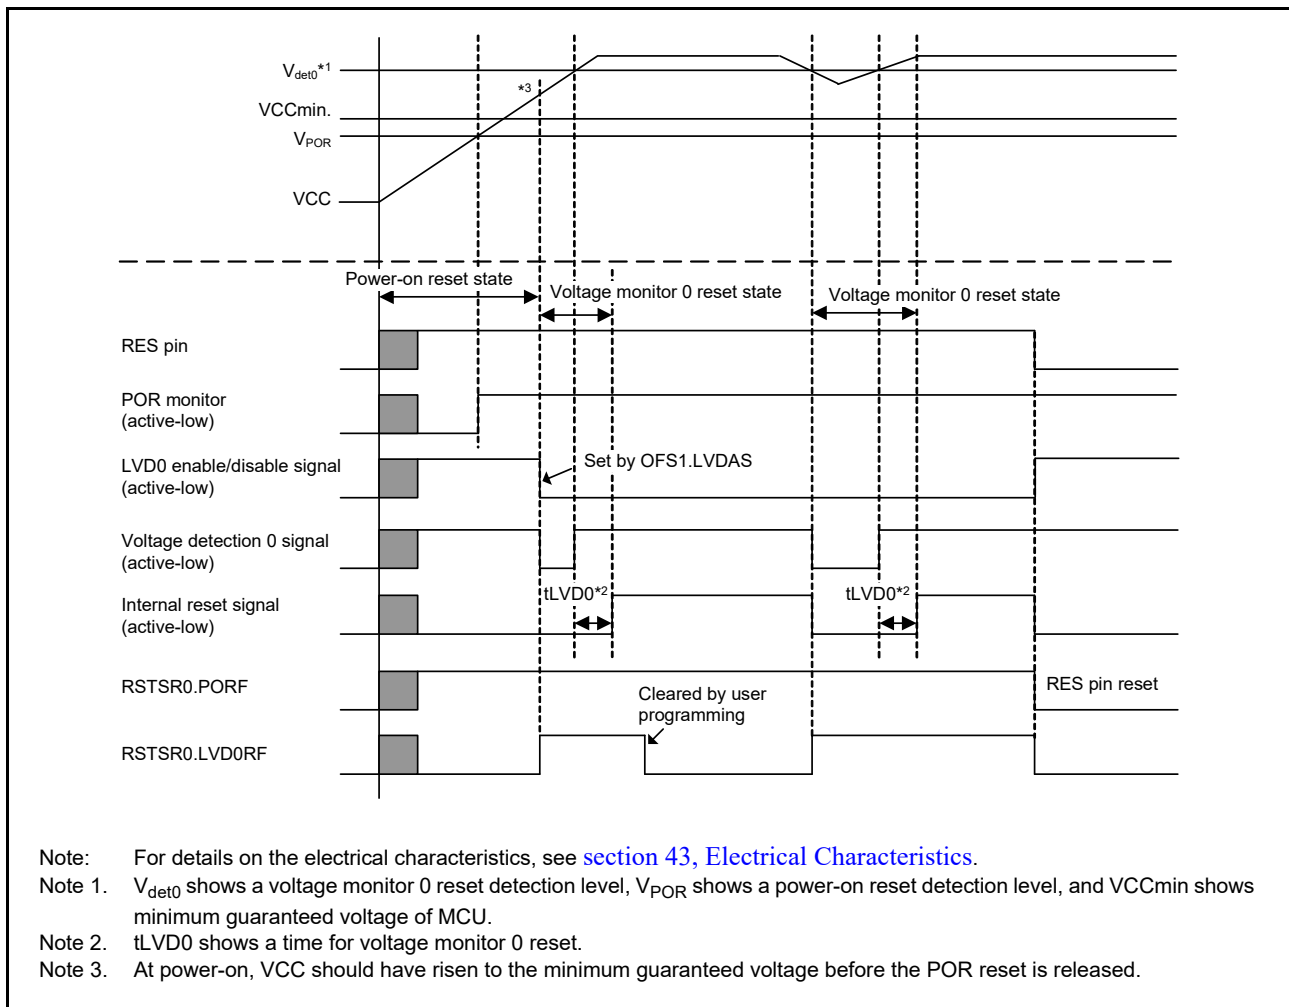 Vdet0*1
*3
VCCmin.
VPOR
VCC
Power-on reset state
Voltage monitor 0 reset state
Voltage monitor 0 reset state
RES pin
POR monitor
(active-low)
LVD0 enable/disable signal
(active-low)
Set by OFS1.LVDAS
Voltage detection 0 signal
(active-low)
tLVD0*2
tLVD0*2
Internal reset signal
(active-low)
RSTSR0.PORF
RES pin reset
Cleared by user
programming
RSTSR0.LVD0RF
Note: For details on the electrical characteristics, see section 43, Electrical Characteristics.
Note 1. Vdet0 shows a voltage monitor 0 reset detection level, VPOR shows a power-on reset detection level, and VCCmin shows
minimum guaranteed voltage of MCU.
Note 2. tLVD0 shows a time for voltage monitor 0 reset.
Note 3. At power-on, VCC should have risen to the minimum guaranteed voltage before the POR reset is released.